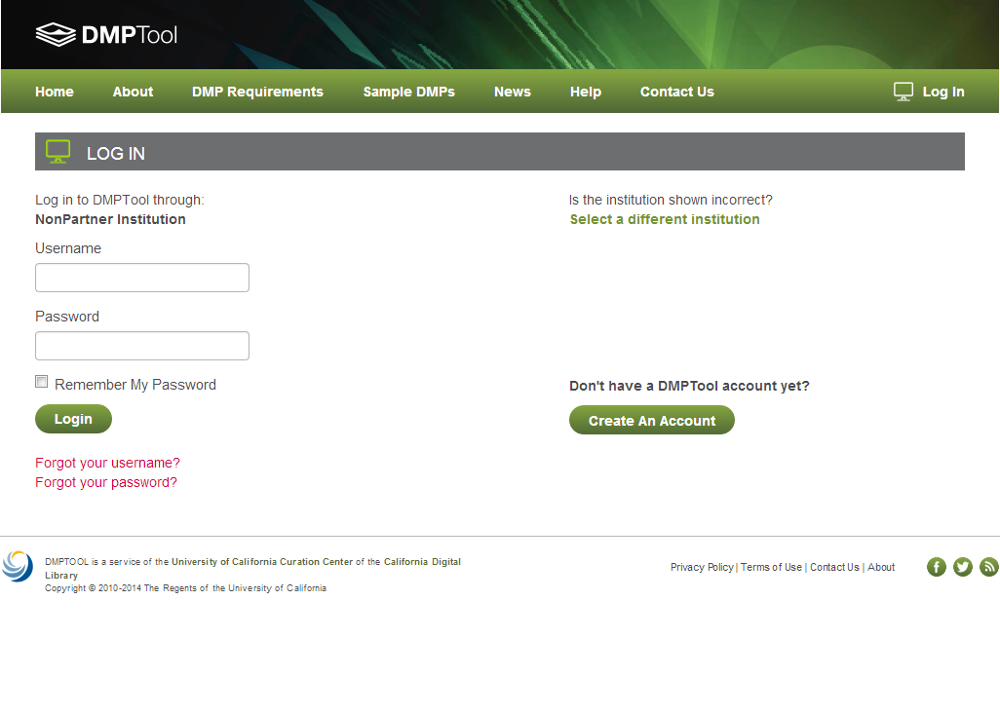 DMPTool
Home About DMP Requirements Sample DMPs News Help Contact Us Log In
LOG IN
Log in to DMPTool through:
NonPartner Institution
Username
Password
Remember My Password
Login
Forgot your username?
Forgot your password?
Is the institution shown incorrect?
Select a different institution
Don't have a DMPTool account yet?
Create An Account
DMPTOOL is a service of the University of California Curation Center of the California Digital
Library
Copyright © 2010-2014 The Regents of the University of California
Privacy Policy | Terms of Use | Contact Us | About